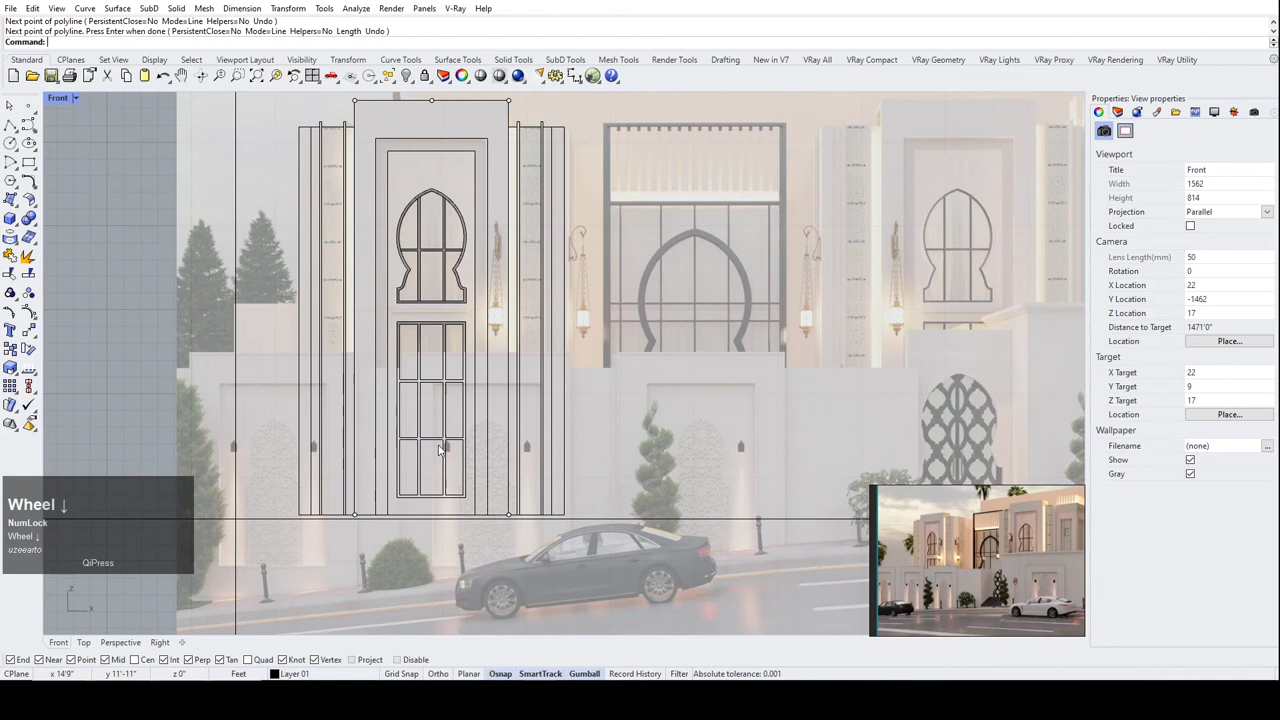 File Edit View Curve Surface SubD Solid Mesh Dimension Transform Tools Analyze Render Panels V-Ray Help
Next point of polyline ( PersistentClose=No Mode=Line Helpers=No Undo )
Next point of polyline. Press Enter when done ( PersistentClose=No Mode=Line Helpers=No Length Undo )
Command:
Standard CPlanes Set View Display Select Viewport Layout Visibility Transform Curve Tools Surface Tools Solid Tools SubD Tools Mesh Tools Render Tools Drafting New in V7 VRay All VRay Compact VRay Geometry VRay Lights VRay Rendering VRay Utility
Front
Properties: View properties
Viewport
Title Front
Width 1562
Height 814
Projection Parallel
Locked
Camera
Lens Length(mm) 50
Rotation 0
X Location 22
Y Location -1462
Z Location 17
Distance to Target 1471'0"
Location Place...
Target
X Target 22
Y Target 9
Z Target 17
Location Place...
Wallpaper
Filename (none) ...
Show
Gray
Wheel ↓
NumLock
Wheel ↓
uzeearto
QiPress
z
x
Front Top Perspective Right
End Near Point Mid Cen Int Perp Tan Quad Knot Vertex Project Disable
CPlane x 14'9" y 11'-11" z 0" Feet Layer 01 Grid Snap Ortho Planar Osnap SmartTrack Gumball Record History Filter Absolute tolerance: 0.001